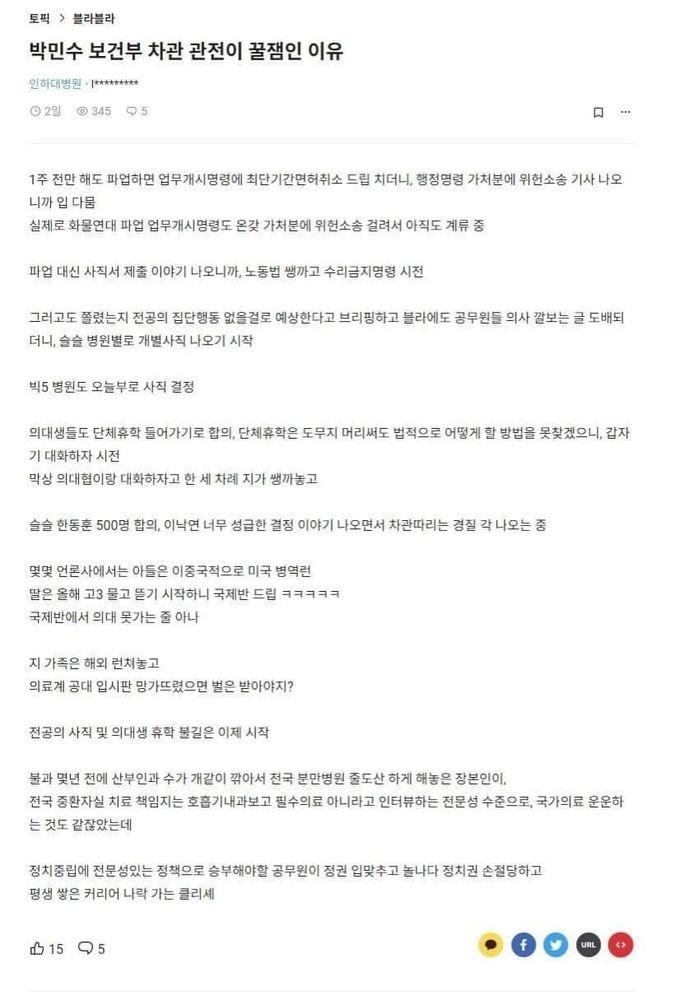 토픽 > 블라블라
박민수 보건부 차관 관전이 꿀잼인 이유
인하대병원 · l*********
2일 345 5
1주 전만 해도 파업하면 업무개시명령에 최단기간면허취소 드립 치더니, 행정명령 가처분에 위헌소송 기사 나오
니까 입 다뭄
실제로 화물연대 파업 업무개시명령도 온갖 가처분에 위헌소송 걸려서 아직도 계류 중
파업 대신 사직서 제출 이야기 나오니까, 노동법 쌩까고 수리금지명령 시전
그러고도 쫄렸는지 전공의 집단행동 없을걸로 예상한다고 브리핑하고 블라에도 공무원들 의사 깔보는 글 도배되
더니, 슬슬 병원별로 개별사직 나오기 시작
빅5 병원도 오늘부로 사직 결정
의대생들도 단체휴학 들어가기로 합의, 단체휴학은 도무지 머리써도 법적으로 어떻게 할 방법을 못찾겠으니, 갑자
기 대화하자 시전
막상 의대협이랑 대화하자고 한 세 차례 지가 쌩까놓고
슬슬 한동훈 500명 합의, 이낙연 너무 성급한 결정 이야기 나오면서 차관따리는 경질 각 나오는 중
몇몇 언론사에서는 아들은 이중국적으로 미국 병역런
딸은 올해 고3 물고 뜯기 시작하니 국제반 드립 ㅋㅋㅋㅋㅋ
국제반에서 의대 못가는 줄 아나
지 가족은 해외 런쳐놓고
의료계 공대 입시판 망가뜨렸으면 벌은 받아야지?
전공의 사직 및 의대생 휴학 불길은 이제 시작
불과 몇년 전에 산부인과 수가 개같이 깎아서 전국 분만병원 줄도산 하게 해놓은 장본인이,
전국 중환자실 치료 책임지는 호흡기내과보고 필수의료 아니라고 인터뷰하는 전문성 수준으로, 국가의료 운운하
는 것도 같잖았는데
정치중립에 전문성있는 정책으로 승부해야할 공무원이 정권 입맞추고 놀나다 정치권 손절당하고
평생 쌓은 커리어 나락 가는 클리셰
15 5 URL